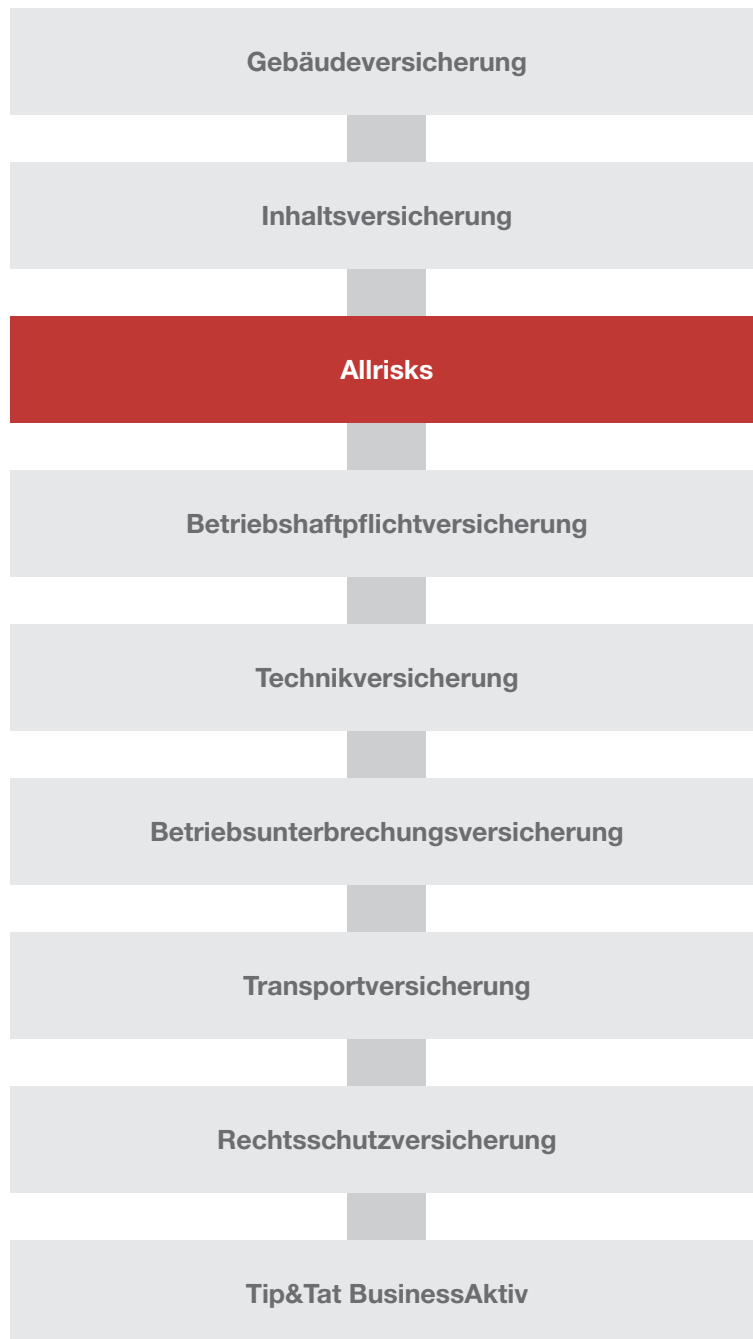 Gebäudeversicherung
Inhaltsversicherung
Allrisks
Betriebshaftpflichtversicherung
Technikversicherung
Betriebsunterbrechungsversicherung
Transportversicherung
Rechtsschutzversicherung
Tip&Tat BusinessAktiv